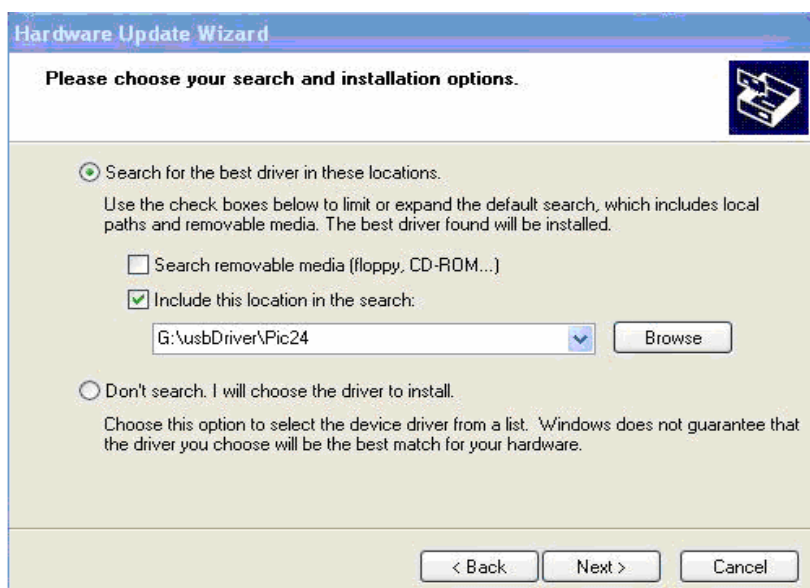 Hardware Update Wizard
Please choose your search and installation options.
Search for the best driver in these locations.
Use the check boxes below to limit or expand the default search, which includes local
paths and removable media. The best driver found will be installed.
Search removable media (floppy, CD-ROM...)
Include this location in the search:
G:\usbDriver\Pic24
Browse
Don't search. I will choose the driver to install.
Choose this option to select the device driver from a list. Windows does not guarantee that
the driver you choose will be the best match for your hardware.
< Back Next > Cancel